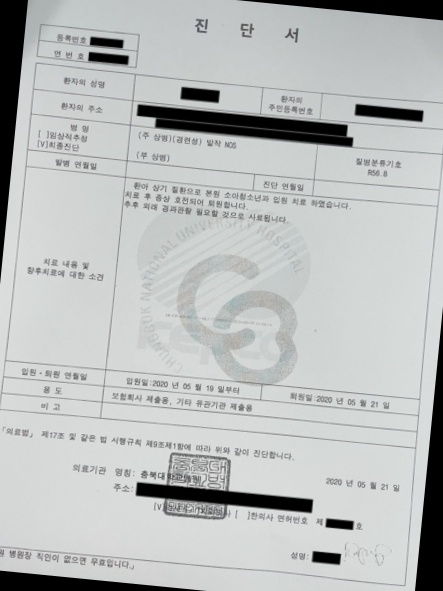 진 단 서
등록번호
연 번 호
환자의 성명
환자의
주민등록번호
환자의 주소
병 명
[ ]임상적추정
[V]최종진단
(주 상병)(경련성) 발작 NOS
(부 상병)
질병분류기호
R56.8
발병 연월일
진단 연월일
치료 내용 및
향후치료에 대한 소견
환아 상기 질환으로 본원 소아청소년과 입원 치료 하였습니다.
치료 후 증상 호전되어 퇴원합니다.
추후 외래 경과관찰 필요할 것으로 사료됩니다.
CHUNGBUK NATIONAL UNIVERSITY HOSPITAL
입원·퇴원 연월일
입원일:2020 년 05 월 19 일부터
퇴원일:2020 년 05 월 21 일
용 도
보험회사 제출용, 기타 유관기관 제출용
비 고
「의료법」 제17조 및 같은 법 시행규칙 제9조제1항에 따라 위와 같이 진단합니다.
2020 년 05 월 21 일
의료기관 명칭: 충북대학교병원
주소:
[ ]한의사 면허번호 제 호
성명:
병원장 직인이 없으면 무효입니다.」